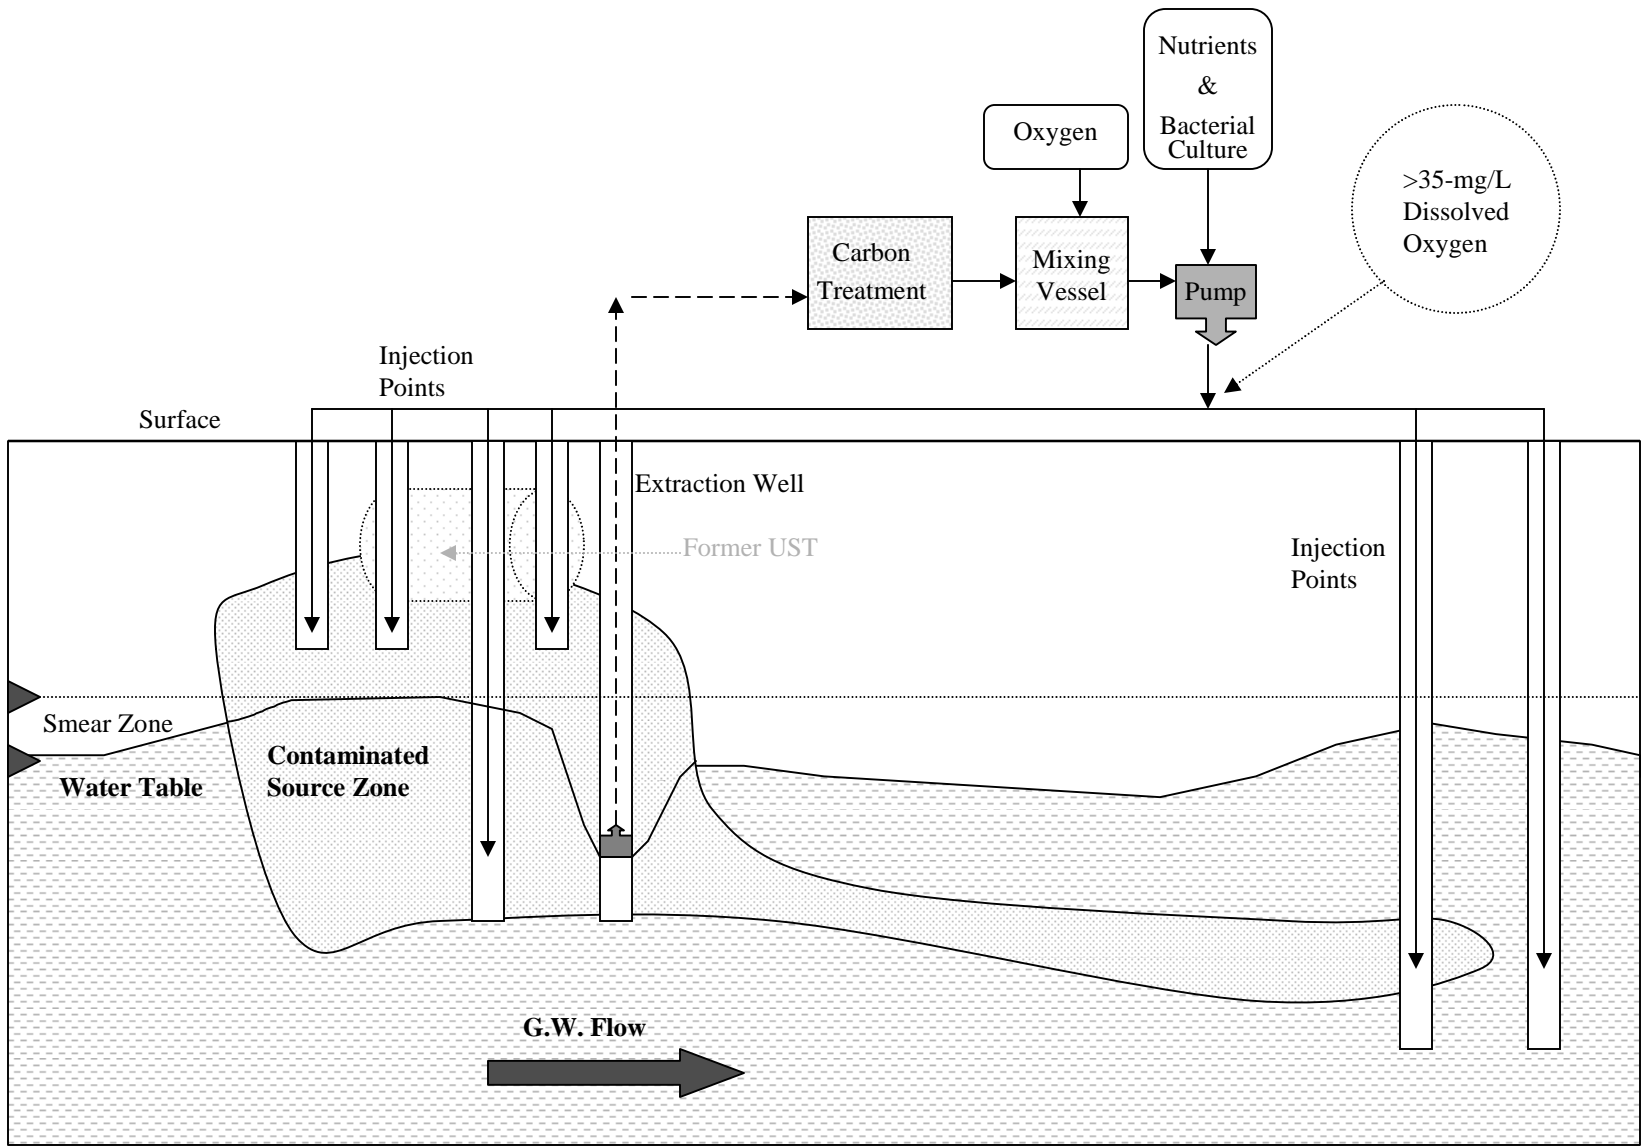 Nutrients
&
Bacterial
Culture
Oxygen
>35-mg/L
Dissolved
Oxygen
Carbon
Treatment
Mixing
Vessel
Pump
Injection
Points
Surface
Extraction Well
Former UST
Injection
Points
Smear Zone
Contaminated
Source Zone
Water Table
G.W. Flow